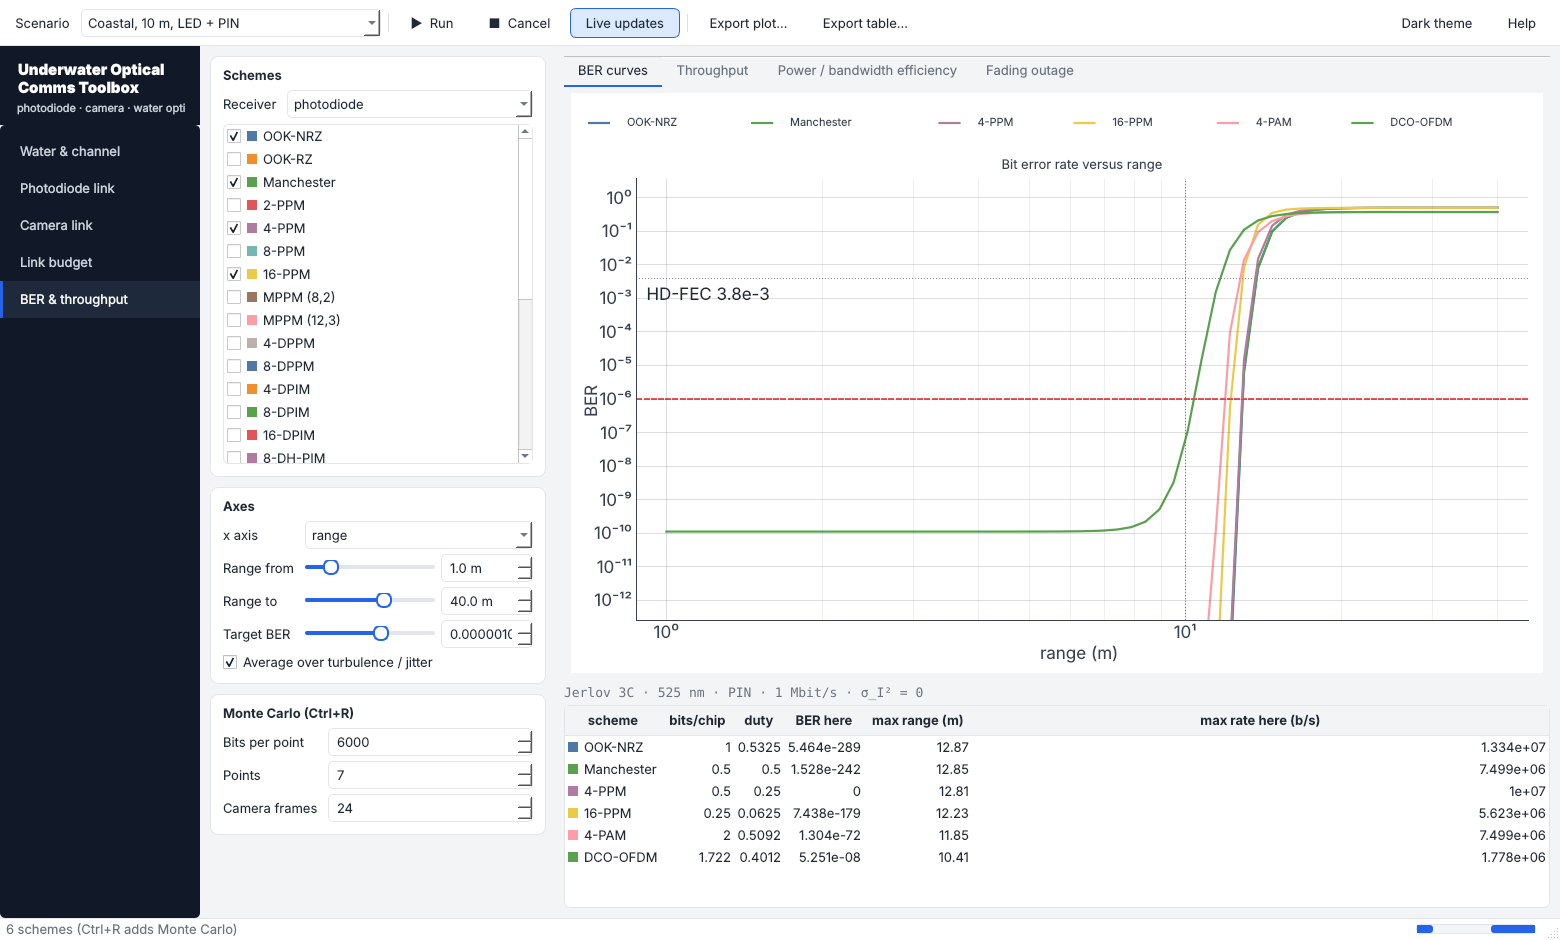 Scenario
Coastal, 10 m, LED + PIN
Run
Cancel
Live updates
Export plot...
Export table...
Dark theme
Help
Underwater Optical
Comms Toolbox
photodiode · camera · water opti
Water & channel
Photodiode link
Camera link
Link budget
BER & throughput
Schemes
Receiver
photodiode
OOK-NRZ
OOK-RZ
Manchester
2-PPM
4-PPM
8-PPM
16-PPM
MPPM (8,2)
MPPM (12,3)
4-DPPM
8-DPPM
4-DPIM
8-DPIM
16-DPIM
8-DH-PIM
Axes
x axis
range
Range from
1.0 m
Range to
40.0 m
Target BER
0.0000010
Average over turbulence / jitter
Monte Carlo (Ctrl+R)
Bits per point
6000
Points
7
Camera frames
24
BER curves
Throughput
Power / bandwidth efficiency
Fading outage
OOK-NRZ
Manchester
4-PPM
16-PPM
4-PAM
DCO-OFDM
Bit error rate versus range
10⁰
10⁻¹
10⁻²
10⁻³
10⁻⁴
10⁻⁵
10⁻⁶
10⁻⁷
10⁻⁸
10⁻⁹
10⁻¹⁰
10⁻¹¹
10⁻¹²
BER
HD-FEC 3.8e-3
10⁰
10¹
range (m)
Jerlov 3C · 525 nm · PIN · 1 Mbit/s · σ_I² = 0
scheme bits/chip duty BER here max range (m) max rate here (b/s)
OOK-NRZ 1 0.5325 5.464e-289 12.87 1.334e+07
Manchester 0.5 0.5 1.528e-242 12.85 7.499e+06
4-PPM 0.5 0.25 0 12.81 1e+07
16-PPM 0.25 0.0625 7.438e-179 12.23 5.623e+06
4-PAM 2 0.5092 1.304e-72 11.85 7.499e+06
DCO-OFDM 1.722 0.4012 5.251e-08 10.41 1.778e+06
6 schemes (Ctrl+R adds Monte Carlo)